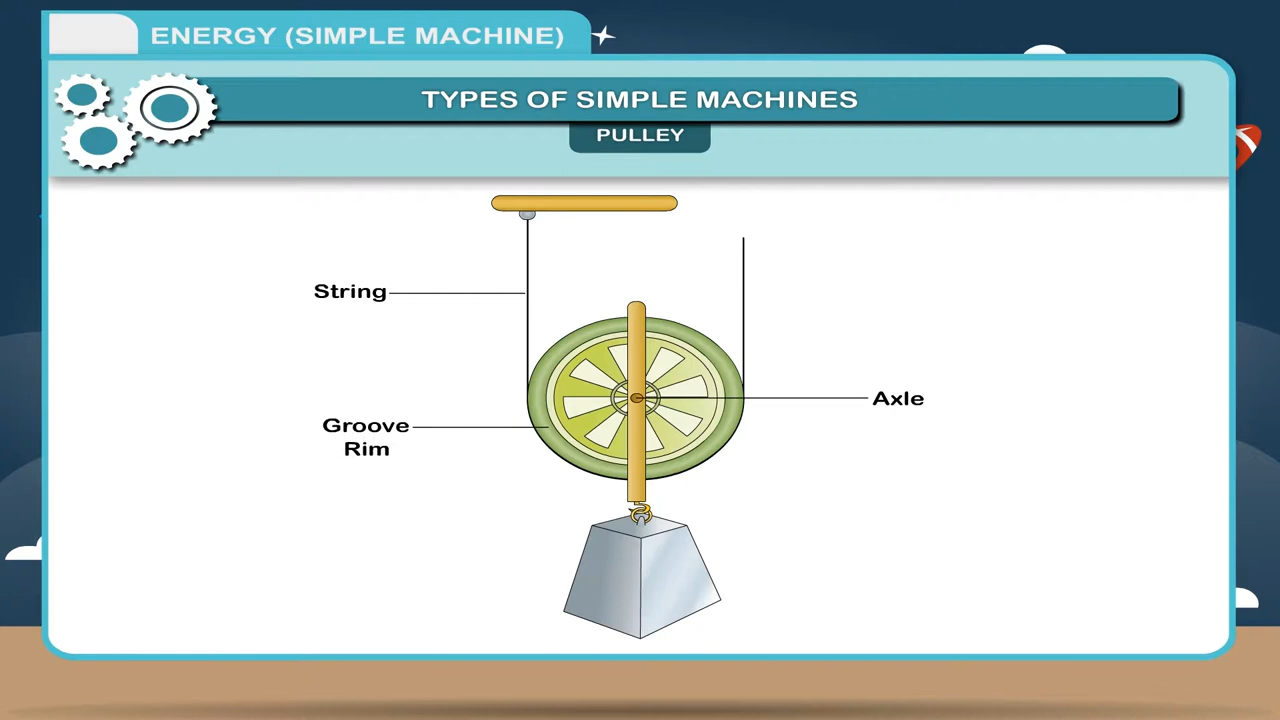 ENERGY (SIMPLE MACHINE)
TYPES OF SIMPLE MACHINES
PULLEY
String
Groove
Rim
Axle